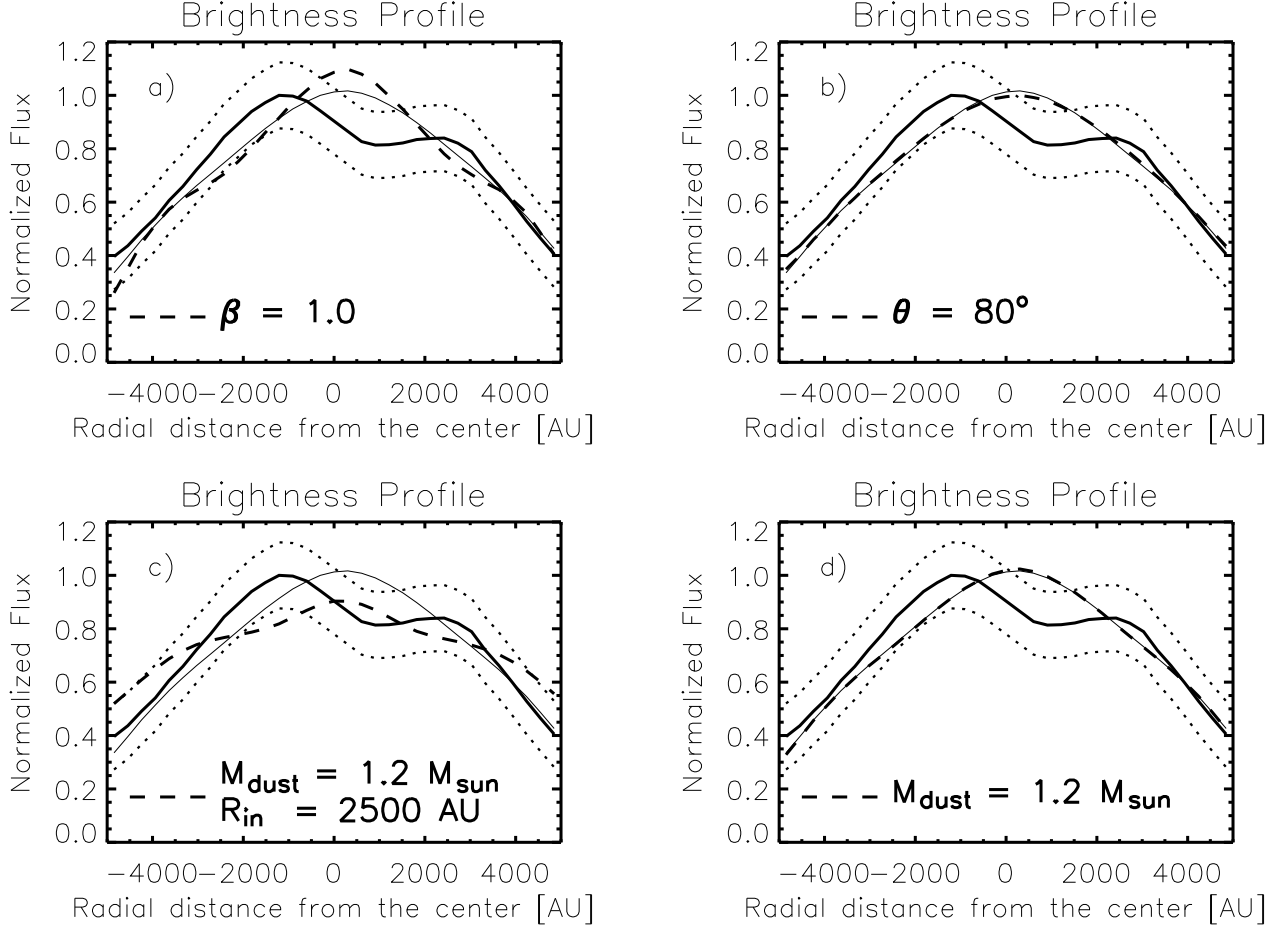 Brightness Profile
a)
Normalized Flux
1.2
1.0
0.8
0.6
0.4
0.2
0.0
β = 1.0
−4000 −2000 0 2000 4000
Radial distance from the center [AU]
Brightness Profile
b)
Normalized Flux
1.2
1.0
0.8
0.6
0.4
0.2
0.0
θ = 80°
−4000 −2000 0 2000 4000
Radial distance from the center [AU]
Brightness Profile
c)
Normalized Flux
1.2
1.0
0.8
0.6
0.4
0.2
0.0
Mdust = 1.2 Msun
Rin = 2500 AU
−4000 −2000 0 2000 4000
Radial distance from the center [AU]
Brightness Profile
d)
Normalized Flux
1.2
1.0
0.8
0.6
0.4
0.2
0.0
Mdust = 1.2 Msun
−4000 −2000 0 2000 4000
Radial distance from the center [AU]